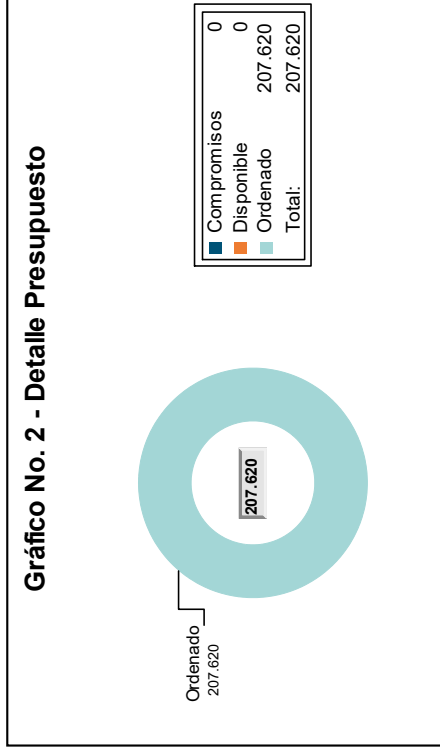 Gráfico No. 2 - Detalle Presupuesto
Ordenado
207.620
207.620
Compromisos 0
Disponible 0
Ordenado 207.620
Total: 207.620